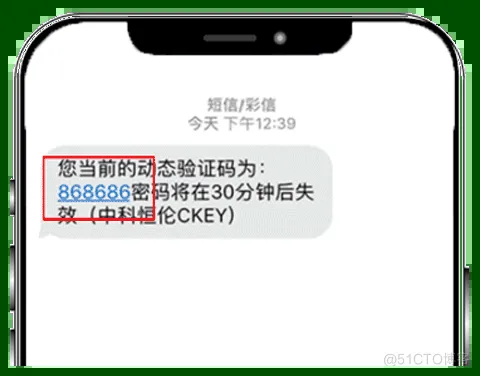 短信/彩信
今天 下午12:39
您当前的动态验证码为：
868686密码将在30分钟后失
效（中科恒伦CKEY）
@51CTO博客